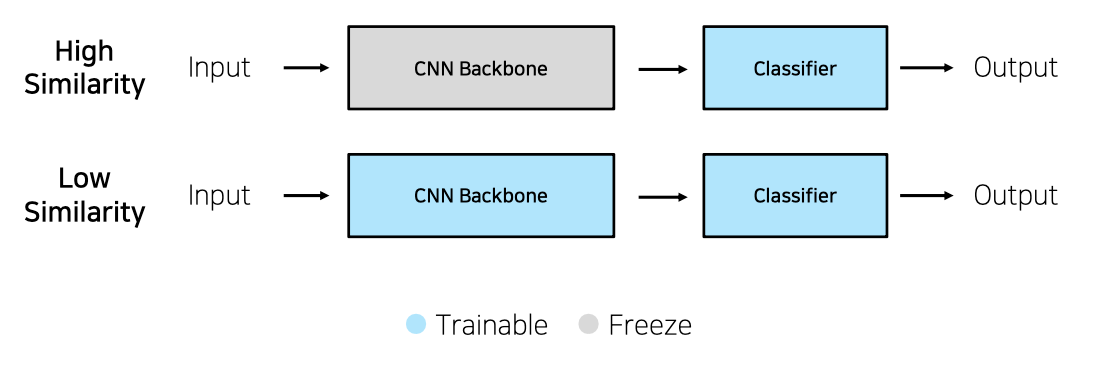 High
Similarity
Input
CNN Backbone
Classifier
Output
Low
Similarity
Input
CNN Backbone
Classifier
Output
Trainable
Freeze